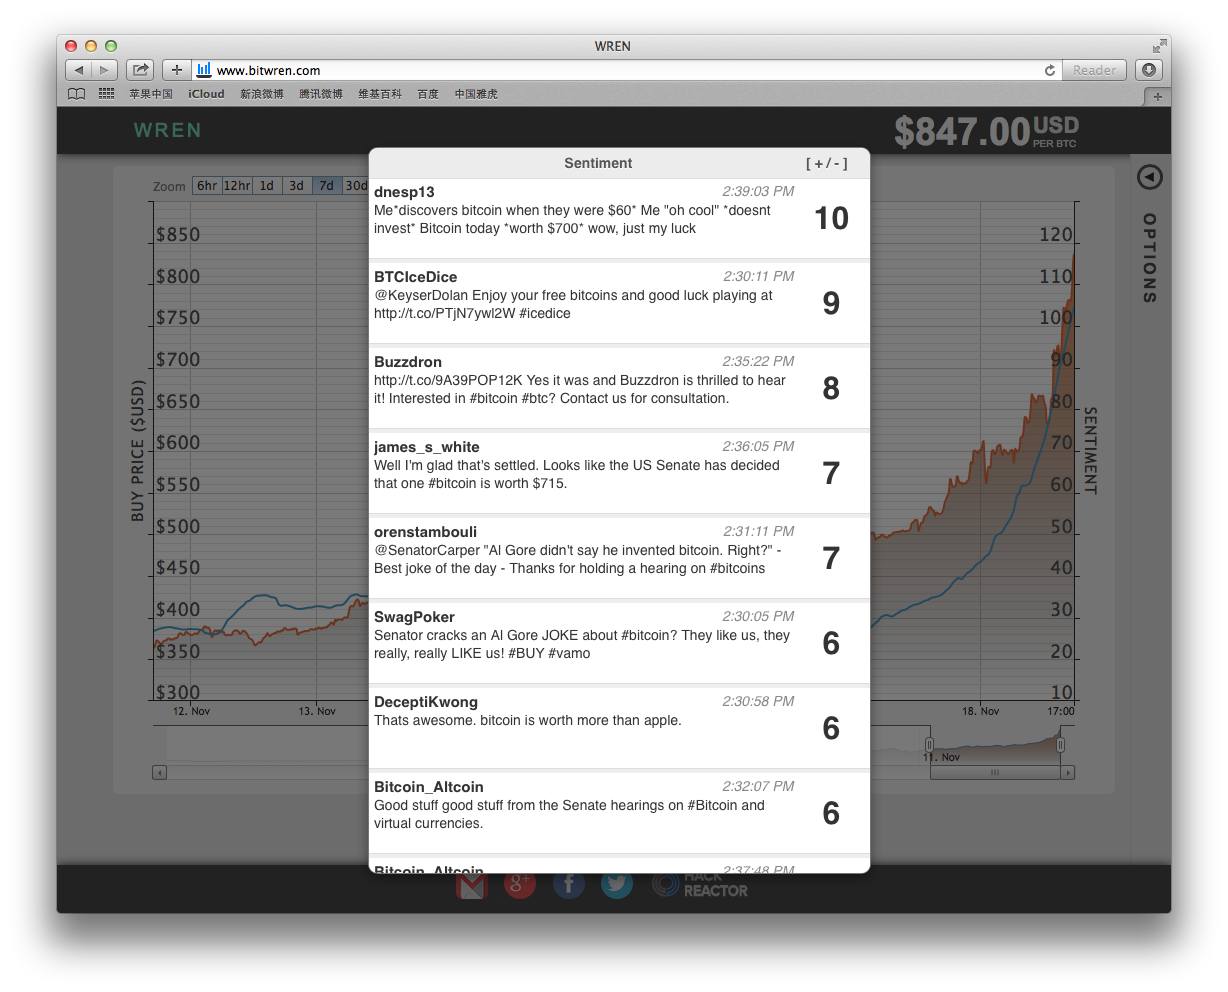 WREN
www.bitwren.com
Reader
苹果中国 iCloud 新浪微博 腾讯微博 维基百科 百度 中国雅虎
WREN
$847.00 USD
PER BTC
Sentiment [ + / - ]
Zoom 6hr 12hr 1d 3d 7d 30d
dnesp13 2:39:03 PM
Me*discovers bitcoin when they were $60* Me "oh cool" *doesnt
invest* Bitcoin today *worth $700* wow, just my luck
10
BTCIceDice 2:30:11 PM
@KeyserDolan Enjoy your free bitcoins and good luck playing at
http://t.co/PTjN7ywl2W #icedice
9
Buzzdron 2:35:22 PM
http://t.co/9A39POP12K Yes it was and Buzzdron is thrilled to hear
it! Interested in #bitcoin #btc? Contact us for consultation.
8
james_s_white 2:36:05 PM
Well I'm glad that's settled. Looks like the US Senate has decided
that one #bitcoin is worth $715.
7
orenstambouli 2:31:11 PM
@SenatorCarper "Al Gore didn't say he invented bitcoin. Right?" -
Best joke of the day - Thanks for holding a hearing on #bitcoins
7
SwagPoker 2:30:05 PM
Senator cracks an Al Gore JOKE about #bitcoin? They like us, they
really, really LIKE us! #BUY #vamo
6
DeceptiKwong 2:30:58 PM
Thats awesome. bitcoin is worth more than apple.
6
Bitcoin_Altcoin 2:32:07 PM
Good stuff good stuff from the Senate hearings on #Bitcoin and
virtual currencies.
6
Bitcoin_Altcoin 2:37:48 PM
BUY PRICE ($USD)
$850
$800
$750
$700
$650
$600
$550
$500
$450
$400
$350
$300
12. Nov 13. Nov 18. Nov 17:00
120
110
100
90
80
70
60
50
40
30
20
10
SENTIMENT
OPTIONS
11. Nov
8+ f
HACK
REACTOR